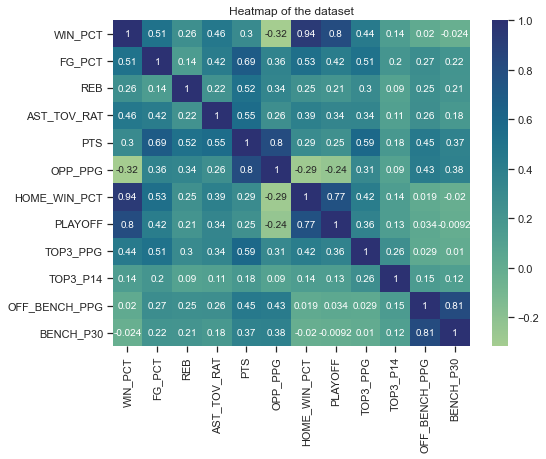 Heatmap of the dataset
WIN_PCT 1 0.51 0.26 0.46 0.3 -0.32 0.94 0.8 0.44 0.14 0.02 -0.024
FG_PCT 0.51 1 0.14 0.42 0.69 0.36 0.53 0.42 0.51 0.2 0.27 0.22
REB 0.26 0.14 1 0.22 0.52 0.34 0.25 0.21 0.3 0.09 0.25 0.21
AST_TOV_RAT 0.46 0.42 0.22 1 0.55 0.26 0.39 0.34 0.34 0.11 0.26 0.18
PTS 0.3 0.69 0.52 0.55 1 0.8 0.29 0.25 0.59 0.18 0.45 0.37
OPP_PPG -0.32 0.36 0.34 0.26 0.8 1 -0.29 -0.24 0.31 0.09 0.43 0.38
HOME_WIN_PCT 0.94 0.53 0.25 0.39 0.29 -0.29 1 0.77 0.42 0.14 0.019 -0.02
PLAYOFF 0.8 0.42 0.21 0.34 0.25 -0.24 0.77 1 0.36 0.13 0.034 -0.0092
TOP3_PPG 0.44 0.51 0.3 0.34 0.59 0.31 0.42 0.36 1 0.26 0.029 0.01
TOP3_P14 0.14 0.2 0.09 0.11 0.18 0.09 0.14 0.13 0.26 1 0.15 0.12
OFF_BENCH_PPG 0.02 0.27 0.25 0.26 0.45 0.43 0.019 0.034 0.029 0.15 1 0.81
BENCH_P30 -0.024 0.22 0.21 0.18 0.37 0.38 -0.02 -0.0092 0.01 0.12 0.81 1
WIN_PCT
FG_PCT
REB
AST_TOV_RAT
PTS
OPP_PPG
HOME_WIN_PCT
PLAYOFF
TOP3_PPG
TOP3_P14
OFF_BENCH_PPG
BENCH_P30
1.0
0.8
0.6
0.4
0.2
0.0
-0.2